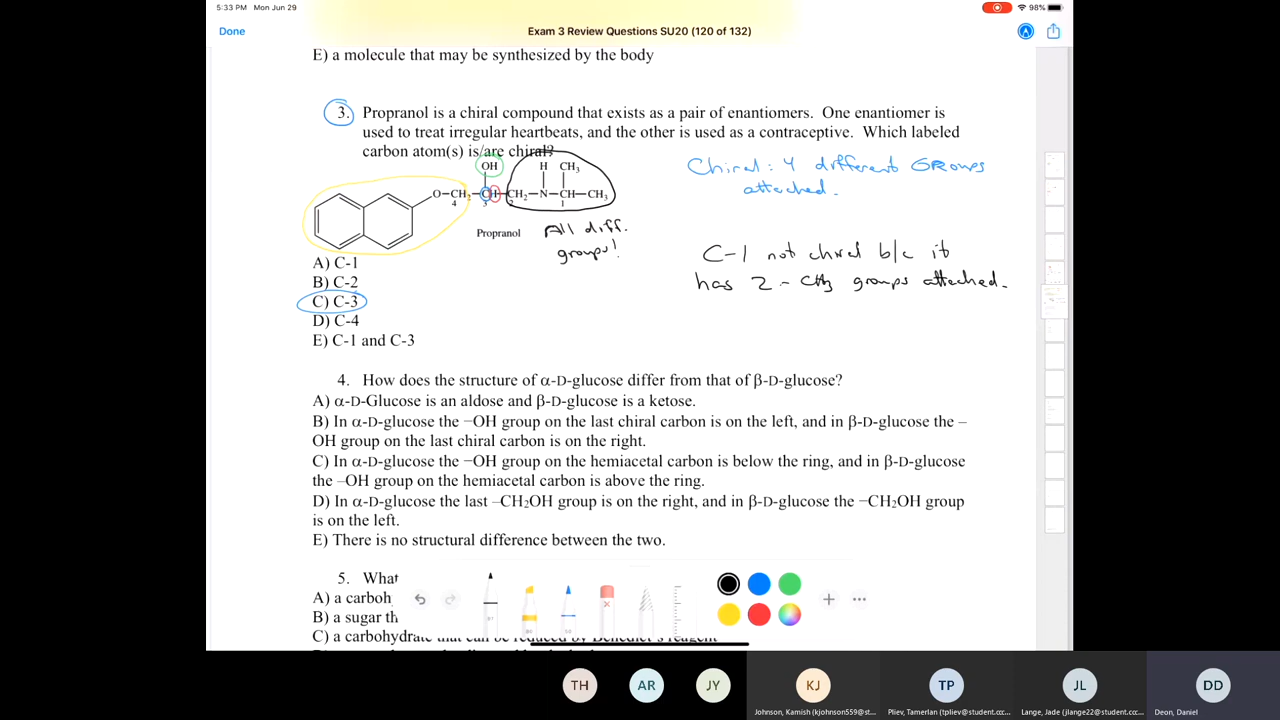 5:33 PM Mon Jun 29
98%
Done
Exam 3 Review Questions SU20 (120 of 132)
E) a molecule that may be synthesized by the body
3. Propranol is a chiral compound that exists as a pair of enantiomers. One enantiomer is
used to treat irregular heartbeats, and the other is used as a contraceptive. Which labeled
carbon atom(s) is/are chiral?
Chiral: 4 different Groups
attached.
OH H CH3
O–CH2–CH–CH2–N–CH–CH3
4 3 2 1
Propranol
All diff.
groups!
C-1 not chiral b/c it
has 2 - CH3 groups attached.
A) C-1
B) C-2
C) C-3
D) C-4
E) C-1 and C-3
4. How does the structure of α-D-glucose differ from that of β-D-glucose?
A) α-D-Glucose is an aldose and β-D-glucose is a ketose.
B) In α-D-glucose the −OH group on the last chiral carbon is on the left, and in β-D-glucose the –
OH group on the last chiral carbon is on the right.
C) In α-D-glucose the −OH group on the hemiacetal carbon is below the ring, and in β-D-glucose
the –OH group on the hemiacetal carbon is above the ring.
D) In α-D-glucose the last –CH2OH group is on the right, and in β-D-glucose the −CH2OH group
is on the left.
E) There is no structural difference between the two.
5. What
A) a carboh
B) a sugar th
C) a carbohydrate that can be reduced by Benedict's reagent
TH AR JY KJ TP JL DD
Johnson, Kamish (kjohnson559@st...
Pliev, Tamerlan (tpliev@student.ccc...
Lange, Jade (jlange22@student.ccc...
Deon, Daniel